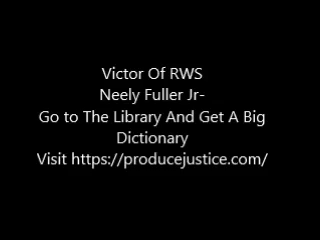 Victor Of RWS
Neely Fuller Jr-
Go to The Library And Get A Big
Dictionary
Visit https://producejustice.com/